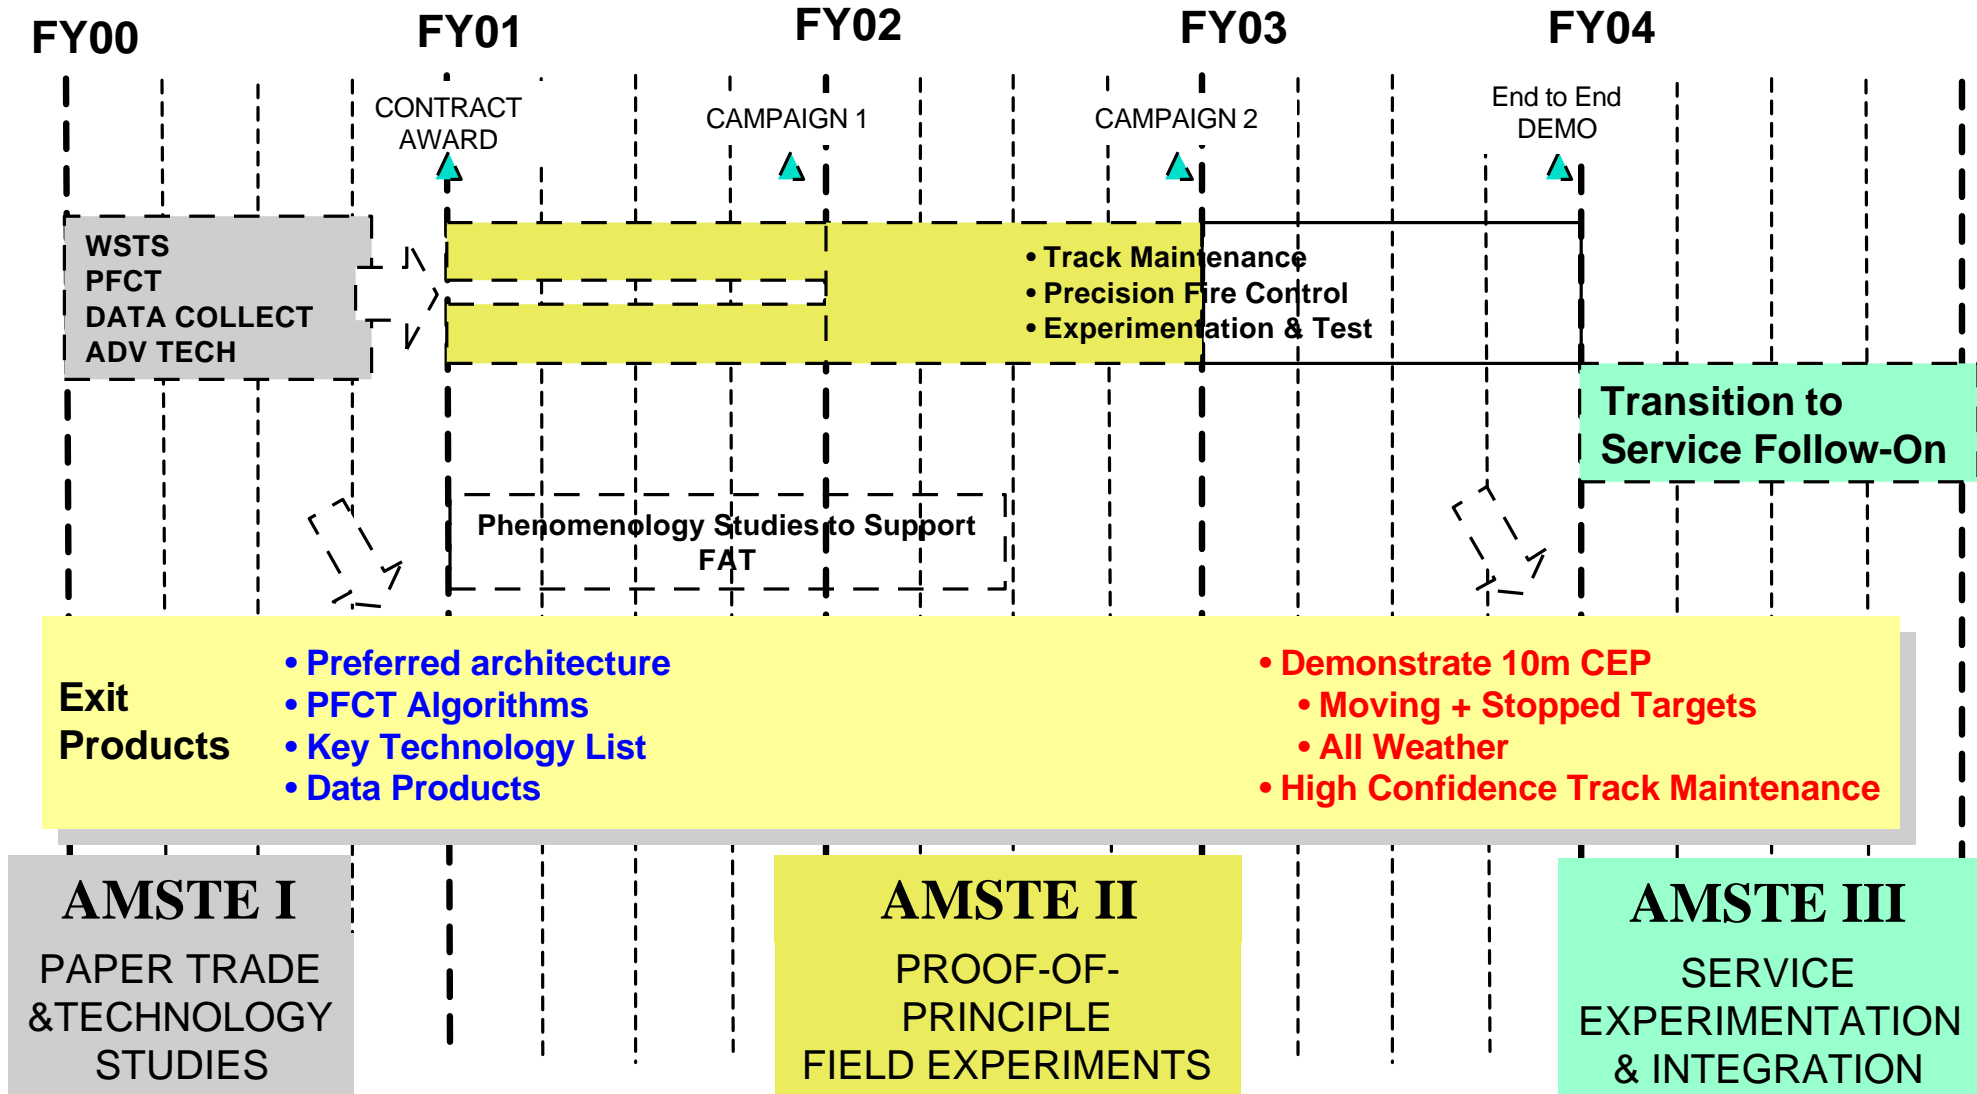 FY00
FY01
FY02
FY03
FY04
CONTRACT
AWARD
CAMPAIGN 1
CAMPAIGN 2
End to End
DEMO
WSTS
PFCT
DATA COLLECT
ADV TECH
• Track Maintenance
• Precision Fire Control
• Experimentation & Test
Transition to
Service Follow-On
Phenomenology Studies to Support
FAT
Exit
Products
• Preferred architecture
• PFCT Algorithms
• Key Technology List
• Data Products
• Demonstrate 10m CEP
• Moving + Stopped Targets
• All Weather
• High Confidence Track Maintenance
AMSTE I
PAPER TRADE
&TECHNOLOGY
STUDIES
AMSTE II
PROOF-OF-
PRINCIPLE
FIELD EXPERIMENTS
AMSTE III
SERVICE
EXPERIMENTATION
& INTEGRATION